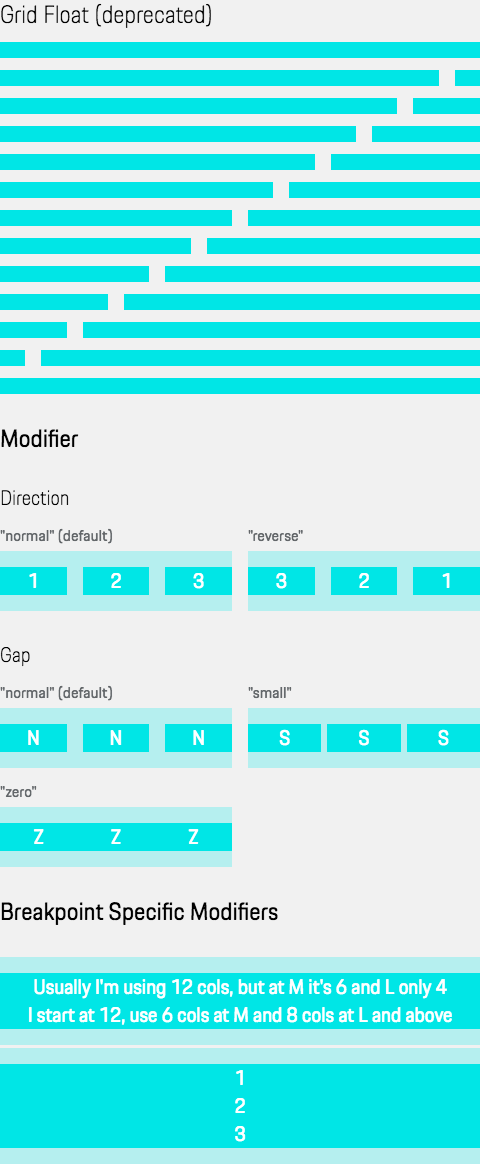 Grid Float (deprecated)
Modifier
Direction
"normal" (default)
"reverse"
1 2 3
3 2 1
Gap
"normal" (default)
"small"
N N N
S S S
"zero"
Z Z Z
Breakpoint Specific Modifiers
Usually I'm using 12 cols, but at M it's 6 and L only 4
I start at 12, use 6 cols at M and 8 cols at L and above
1
2
3